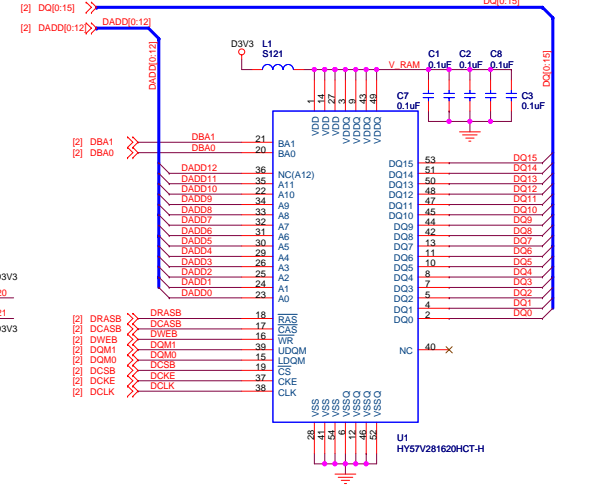 [2] DQ[0:15]
DQ[0:15]
[2] DADD[0:12]
DADD[0:12]
DADD[0:12]
DQ[0:15]
D3V3
L1
S121
V_RAM
C1
0.1uF
C2
0.1uF
C8
0.1uF
C7
0.1uF
C3
0.1uF
1 14 27 3 9 43 49
VDD VDD VDD VDDQ VDDQ VDDQ VDDQ
[2] DBA1 DBA1 21 BA1
[2] DBA0 DBA0 20 BA0
DADD12 36 NC(A12)
DADD11 35 A11
DADD10 22 A10
DADD9 34 A9
DADD8 33 A8
DADD7 32 A7
DADD6 31 A6
DADD5 30 A5
DADD4 29 A4
DADD3 26 A3
DADD2 25 A2
DADD1 24 A1
DADD0 23 A0
DQ15 53 DQ15
DQ14 51 DQ14
DQ13 50 DQ13
DQ12 48 DQ12
DQ11 47 DQ11
DQ10 45 DQ10
DQ9 44 DQ9
DQ8 42 DQ8
DQ7 13 DQ7
DQ6 11 DQ6
DQ5 10 DQ5
DQ4 8 DQ4
DQ3 7 DQ3
DQ2 5 DQ2
DQ1 4 DQ1
DQ0 2 DQ0
3V3
20
21
3V3
[2] DRASB DRASB 18 RAS
[2] DCASB DCASB 17 CAS
[2] DWEB DWEB 16 WR
[2] DQM1 DQM1 39 UDQM
[2] DQM0 DQM0 15 LDQM
[2] DCSB DCSB 19 CS
[2] DCKE DCKE 37 CKE
[2] DCLK DCLK 38 CLK
NC 40
VSS VSS VSS VSSQ VSSQ VSSQ VSSQ
28 41 54 6 12 46 52
U1
HY57V281620HCT-H